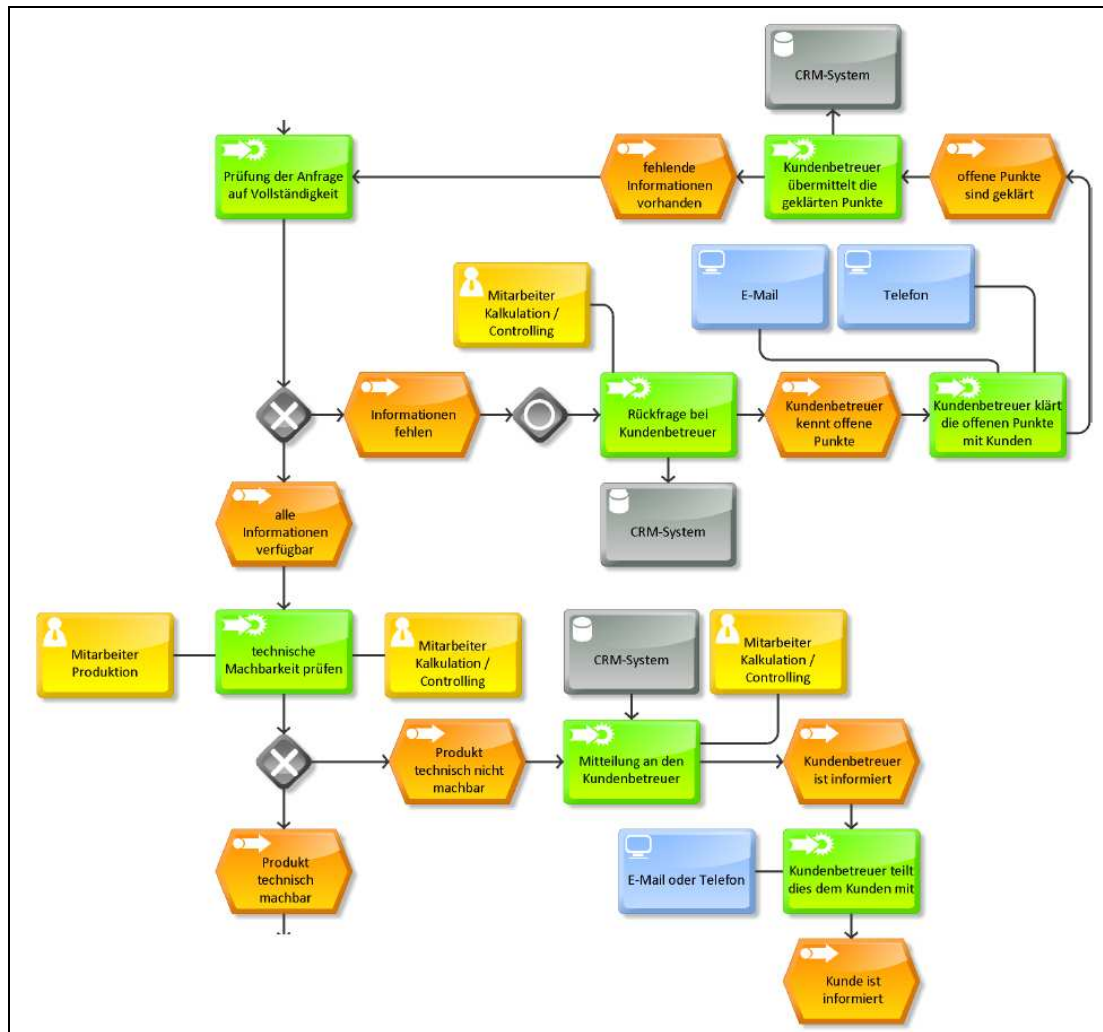 CRM-System
Prüfung der Anfrage
auf Vollständigkeit
fehlende
Informationen
vorhanden
Kundenbetreuer
übermittelt die
geklärten Punkte
offene Punkte
sind geklärt
Mitarbeiter
Kalkulation /
Controlling
E-Mail
Telefon
Informationen
fehlen
Rückfrage bei
Kundenbetreuer
Kundenbetreuer
kennt offene
Punkte
Kundenbetreuer klärt
die offenen Punkte
mit Kunden
alle
Informationen
verfügbar
CRM-System
Mitarbeiter
Produktion
technische
Machbarkeit prüfen
Mitarbeiter
Kalkulation /
Controlling
CRM-System
Mitarbeiter
Kalkulation /
Controlling
Produkt
technisch nicht
machbar
Mitteilung an den
Kundenbetreuer
Kundenbetreuer
ist informiert
Produkt
technisch
machbar
E-Mail oder Telefon
Kundenbetreuer teilt
dies dem Kunden mit
Kunde ist
informiert